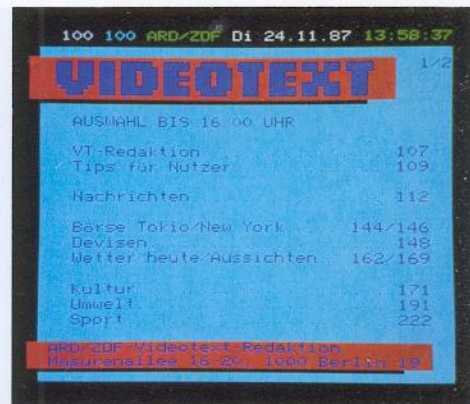 100 100 ARD/ZDF Di 24.11.87 13:58:37
1/2
VIDEOTEXT
AUSWAHL BIS 16.00 UHR
VT-Redaktion 107
Tips für Nutzer 109
Nachrichten 112
Börse Tokio/New York 144/146
Devisen 148
Wetter heute/Aussichten 162/169
Kultur 171
Umwelt 191
Sport 222
ARD/ZDF-Videotext-Redaktion
Masurenallee 16-20, 1000 Berlin 19